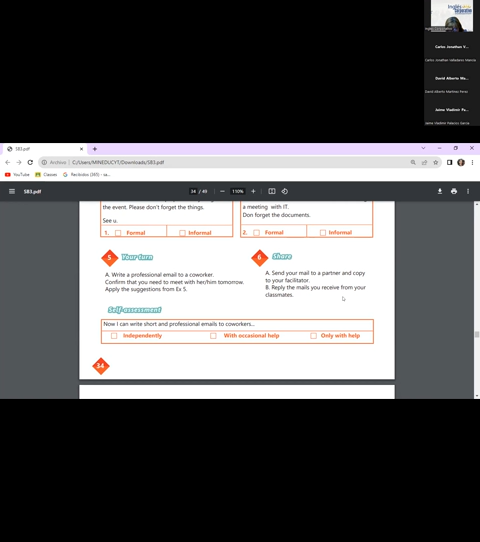 Inglés
Carlos Jonathan V...
Carlos Jonathan Valladares Mancia
David Alberto Ma...
David Alberto Martinez Perez
Jaime Vladimir Pa...
Jaime Vladimir Palacios Garcia
SB3.pdf
Archivo | C:/Users/MINEDUCYT/Downloads/SB3.pdf
YouTube
Classes
Recibidos (365) - sa...
SB3.pdf
34 / 49
110%
the event. Please don't forget the things.
See u.
1. Formal Informal
a meeting with IT.
Don forget the documents.
2. Formal Informal
5 Your turn
A. Write a professional email to a coworker.
Confirm that you need to meet with her/him tomorrow.
Apply the suggestions from Ex 5.
6 Share
A. Send your mail to a partner and copy
to your facilitator.
B. Reply the mails you receive from your
classmates.
Self-assessment
Now I can write short and professional emails to coworkers...
Independently
With occasional help
Only with help
34